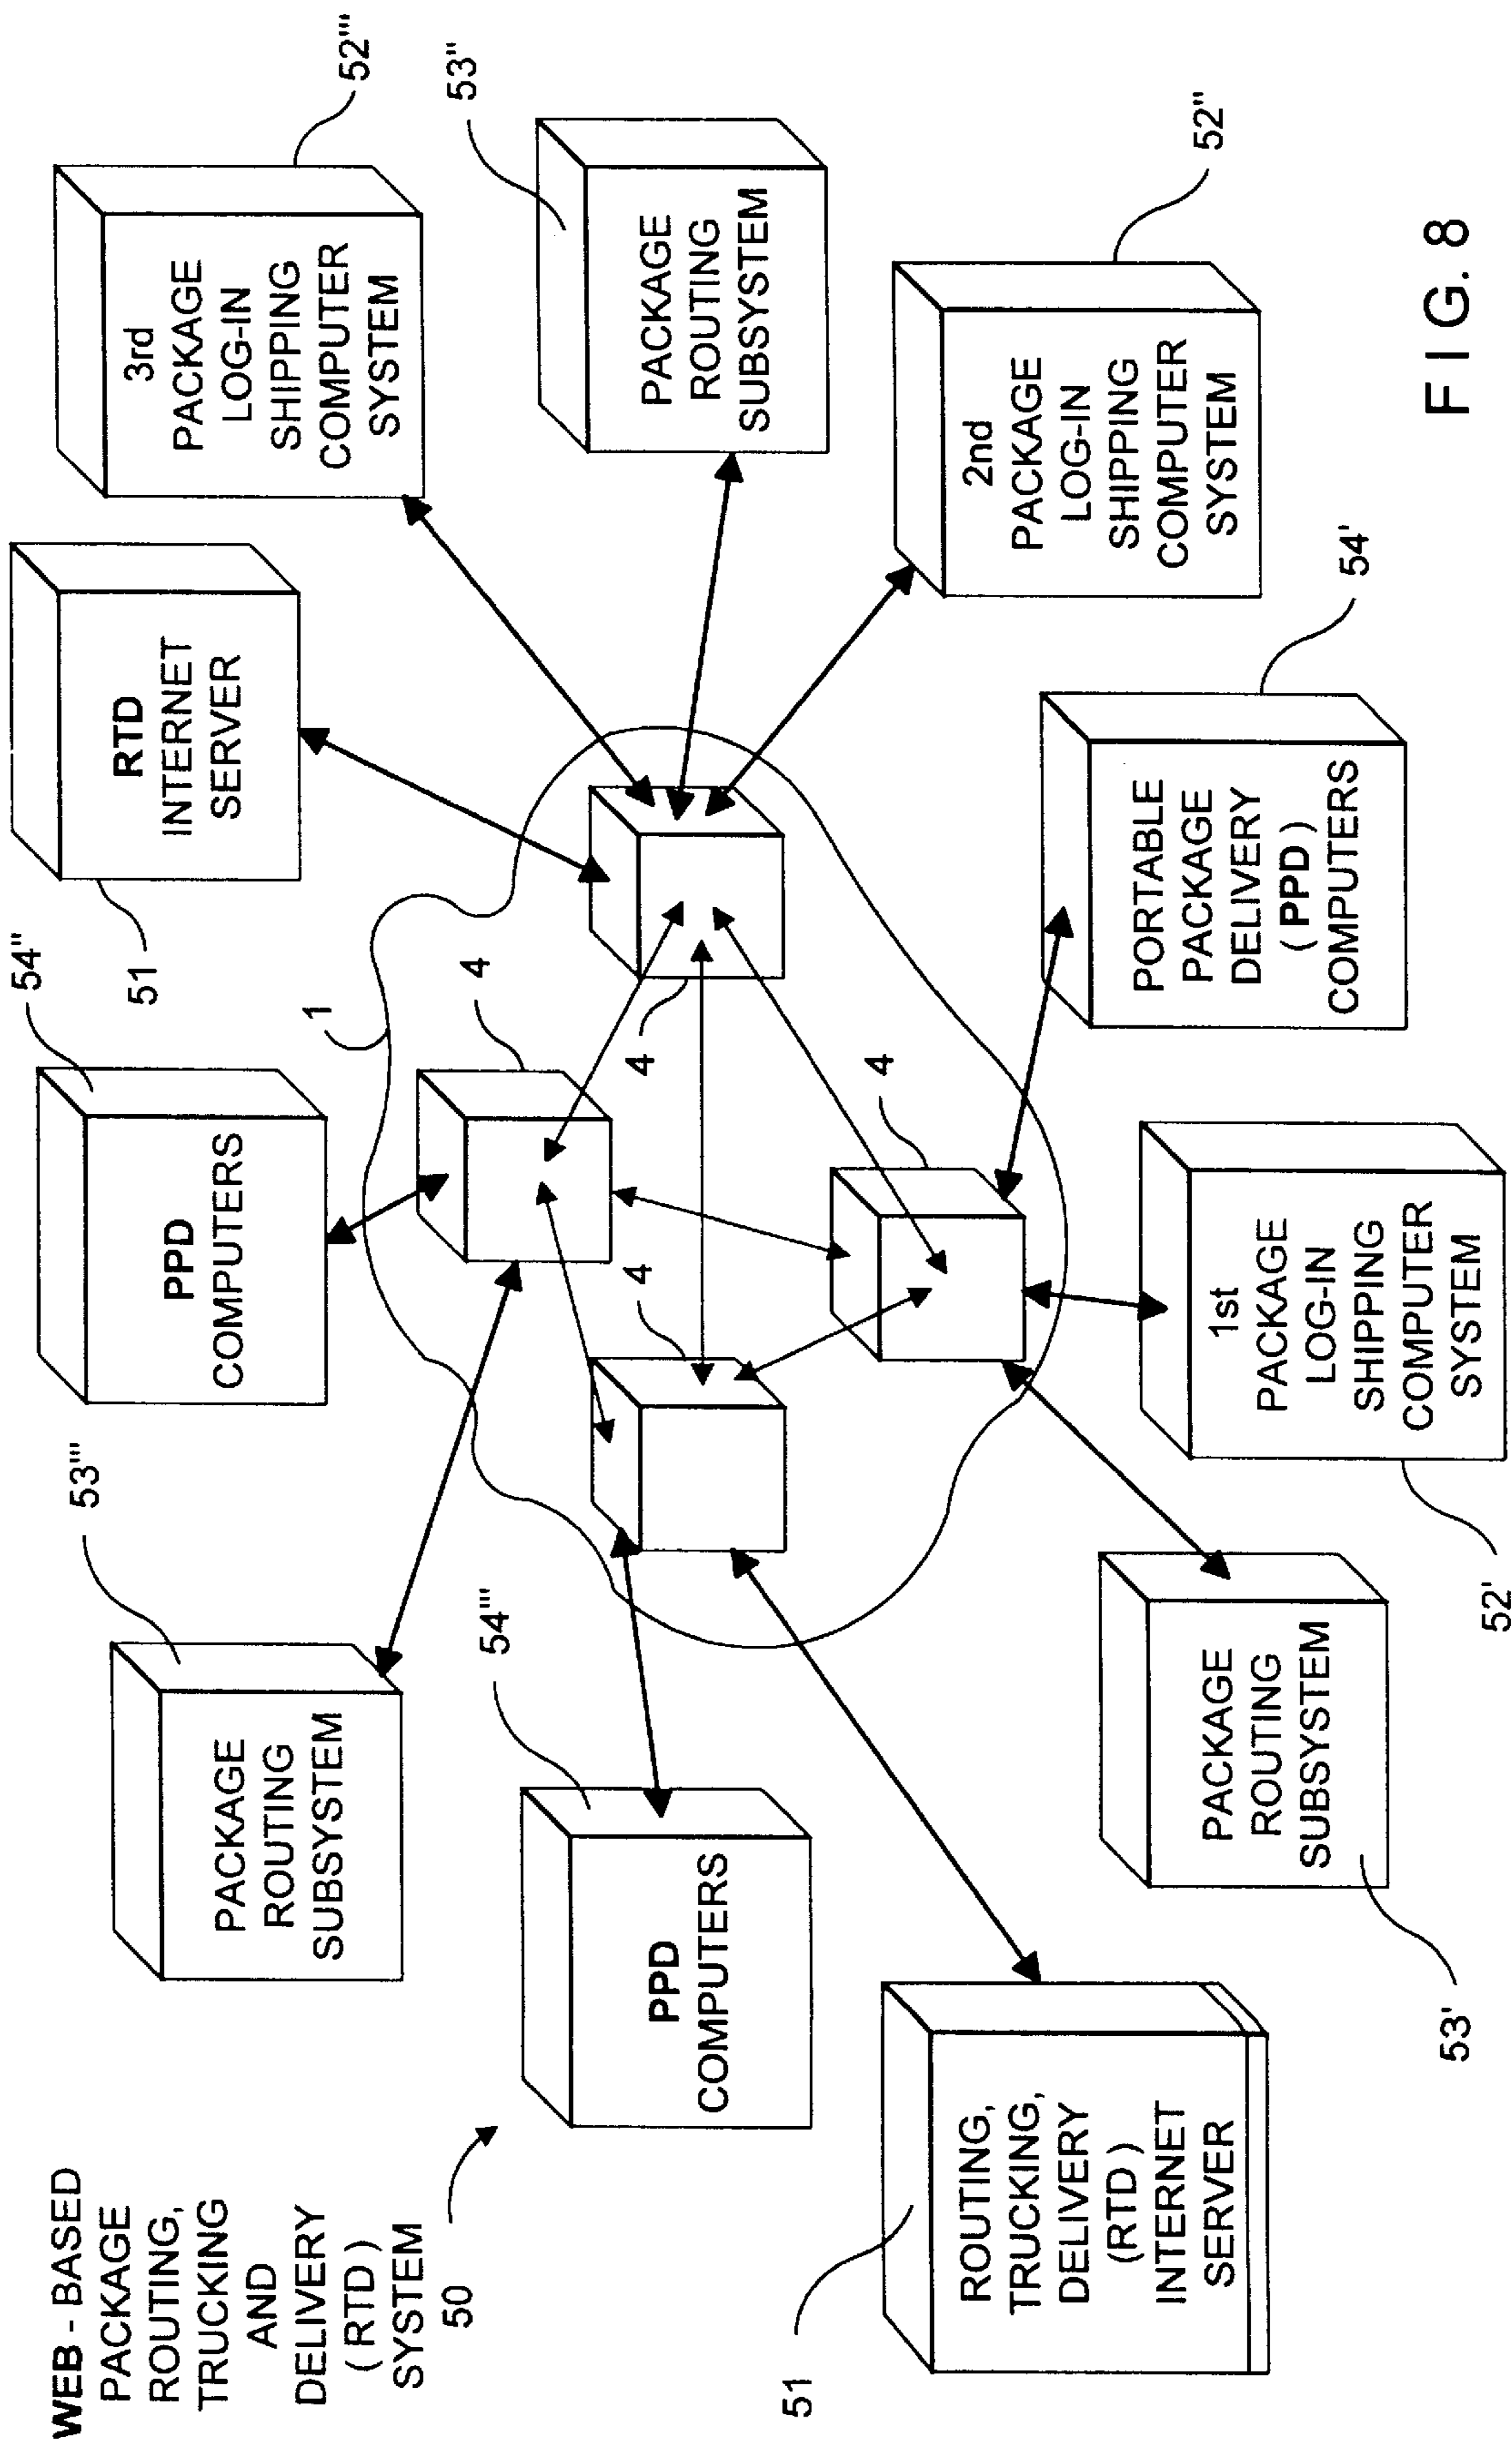 WEB - BASED
PACKAGE
ROUTING,
TRUCKING
AND
DELIVERY
(RTD)
SYSTEM
50
53'''
PACKAGE
ROUTING
SUBSYSTEM
54''
PPD
COMPUTERS
51
RTD
INTERNET
SERVER
52'''
3rd
PACKAGE
LOG-IN
SHIPPING
COMPUTER
SYSTEM
54'''
PPD
COMPUTERS
1
4
4
4
4
53''
PACKAGE
ROUTING
SUBSYSTEM
51
ROUTING,
TRUCKING,
DELIVERY
(RTD)
INTERNET
SERVER
53'
PACKAGE
ROUTING
SUBSYSTEM
52'
1st
PACKAGE
LOG-IN
SHIPPING
COMPUTER
SYSTEM
54'
PORTABLE
PACKAGE
DELIVERY
(PPD)
COMPUTERS
52''
2nd
PACKAGE
LOG-IN
SHIPPING
COMPUTER
SYSTEM
FIG. 8